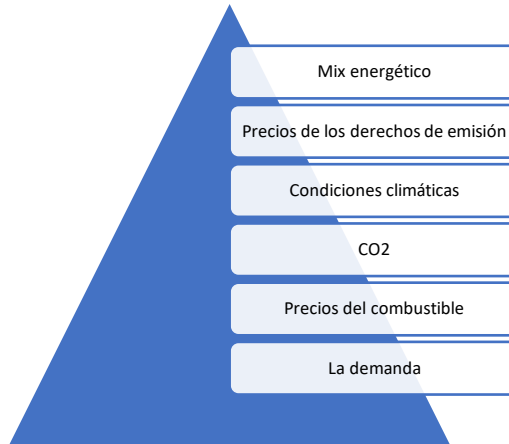 Mix energético
Precios de los derechos de emisión
Condiciones climáticas
CO2
Precios del combustible
La demanda